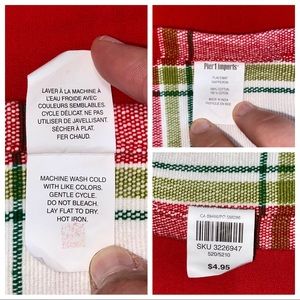 LAVER À LA MACHINE À
L'EAU FROIDE AVEC
COULEURS SEMBLABLES.
CYCLE DÉLICAT. NE PAS
UTILISER DE JAVELLISANT.
SÉCHER À PLAT.
FER CHAUD.
MACHINE WASH COLD
WITH LIKE COLORS.
GENTLE CYCLE.
DO NOT BLEACH.
LAY FLAT TO DRY.
HOT IRON.
Pier 1 imports
100% COTTON
MADE IN INDIA
SKU 3226947
520/5210
$4.95